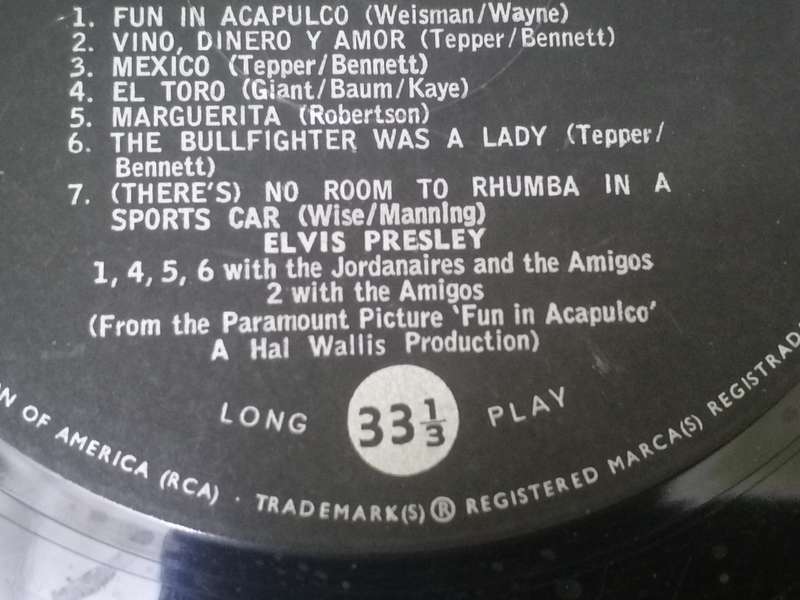 1. FUN IN ACAPULCO (Weisman/Wayne)
2. VINO, DINERO Y AMOR (Tepper/Bennett)
3. MEXICO (Tepper/Bennett)
4. EL TORO (Giant/Baum/Kaye)
5. MARGUERITA (Robertson)
6. THE BULLFIGHTER WAS A LADY (Tepper/
Bennett)
7. (THERE'S) NO ROOM TO RHUMBA IN A
SPORTS CAR (Wise/Manning)
ELVIS PRESLEY
1, 4, 5, 6 with the Jordanaires and the Amigos
2 with the Amigos
(From the Paramount Picture 'Fun in Acapulco'
A Hal Wallis Production)
LONG 33⅓ PLAY
N OF AMERICA (RCA) · TRADEMARK(S) ® REGISTERED MARCA(S) REGISTRAD